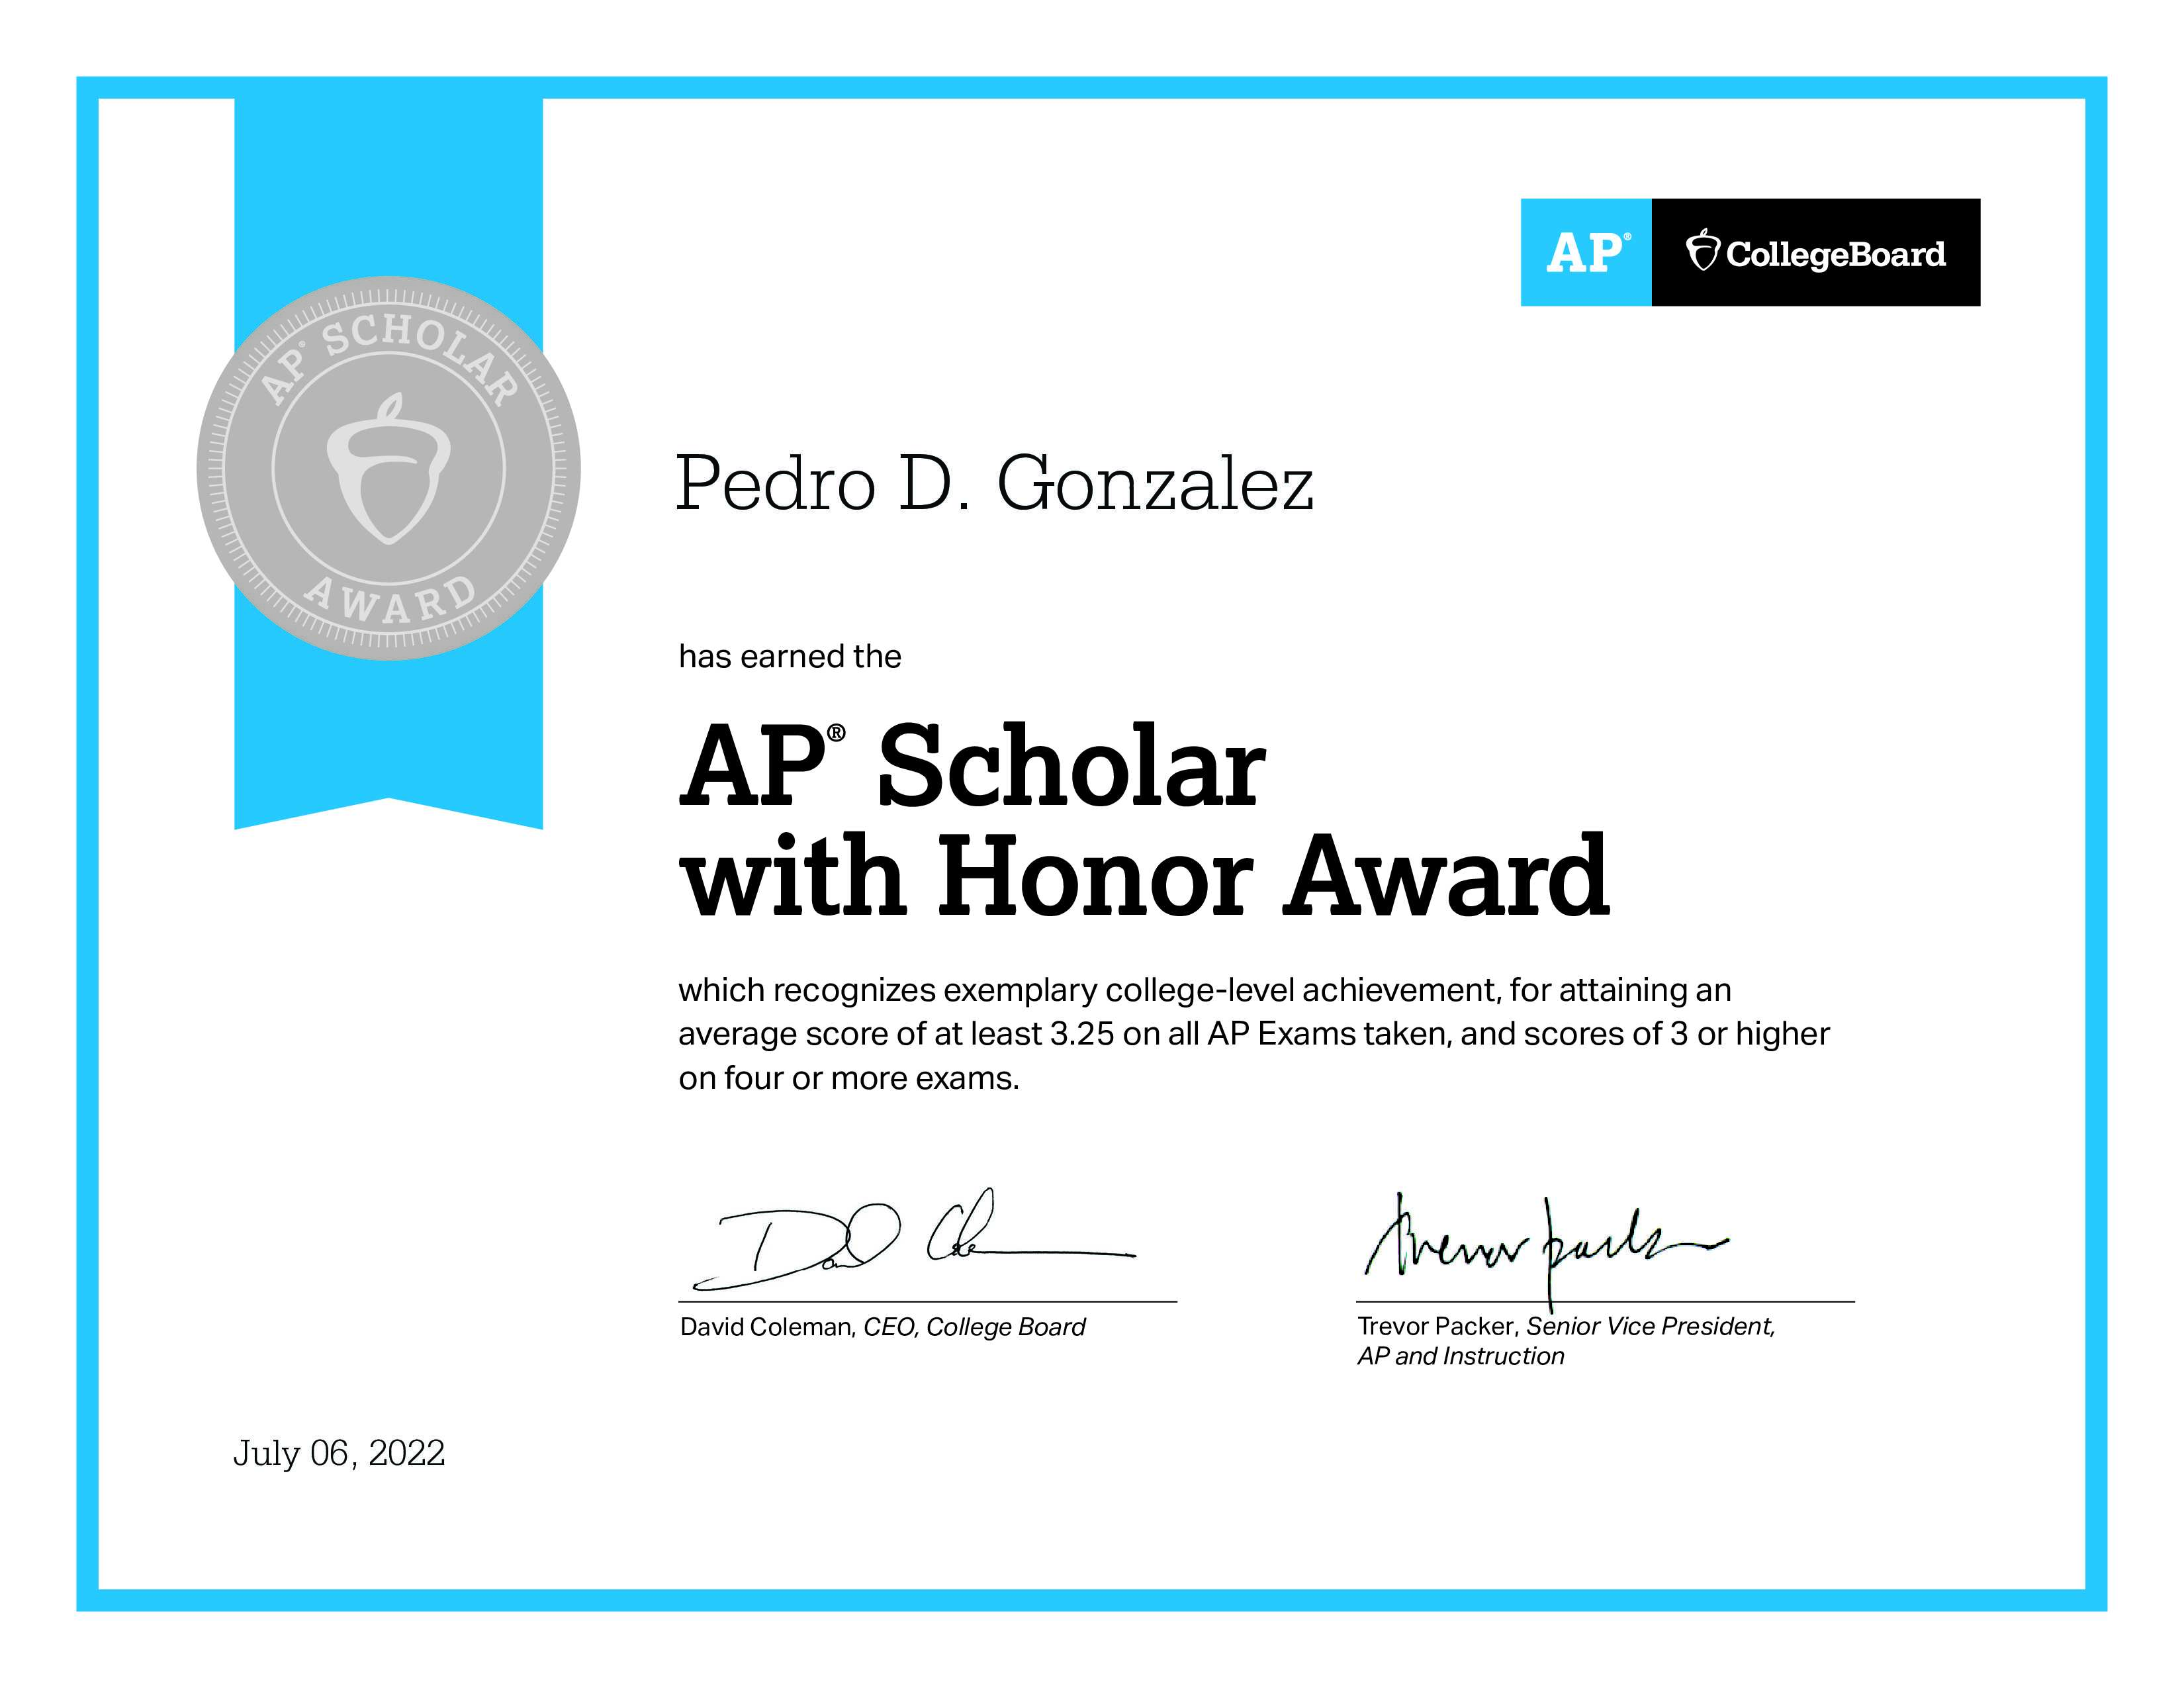 AP® SCHOLAR
AWARD
AP® CollegeBoard
Pedro D. Gonzalez
has earned the
AP® Scholar
with Honor Award
which recognizes exemplary college-level achievement, for attaining an
average score of at least 3.25 on all AP Exams taken, and scores of 3 or higher
on four or more exams.
David Coleman, CEO, College Board
Trevor Packer
Trevor Packer, Senior Vice President,
AP and Instruction
July 06, 2022